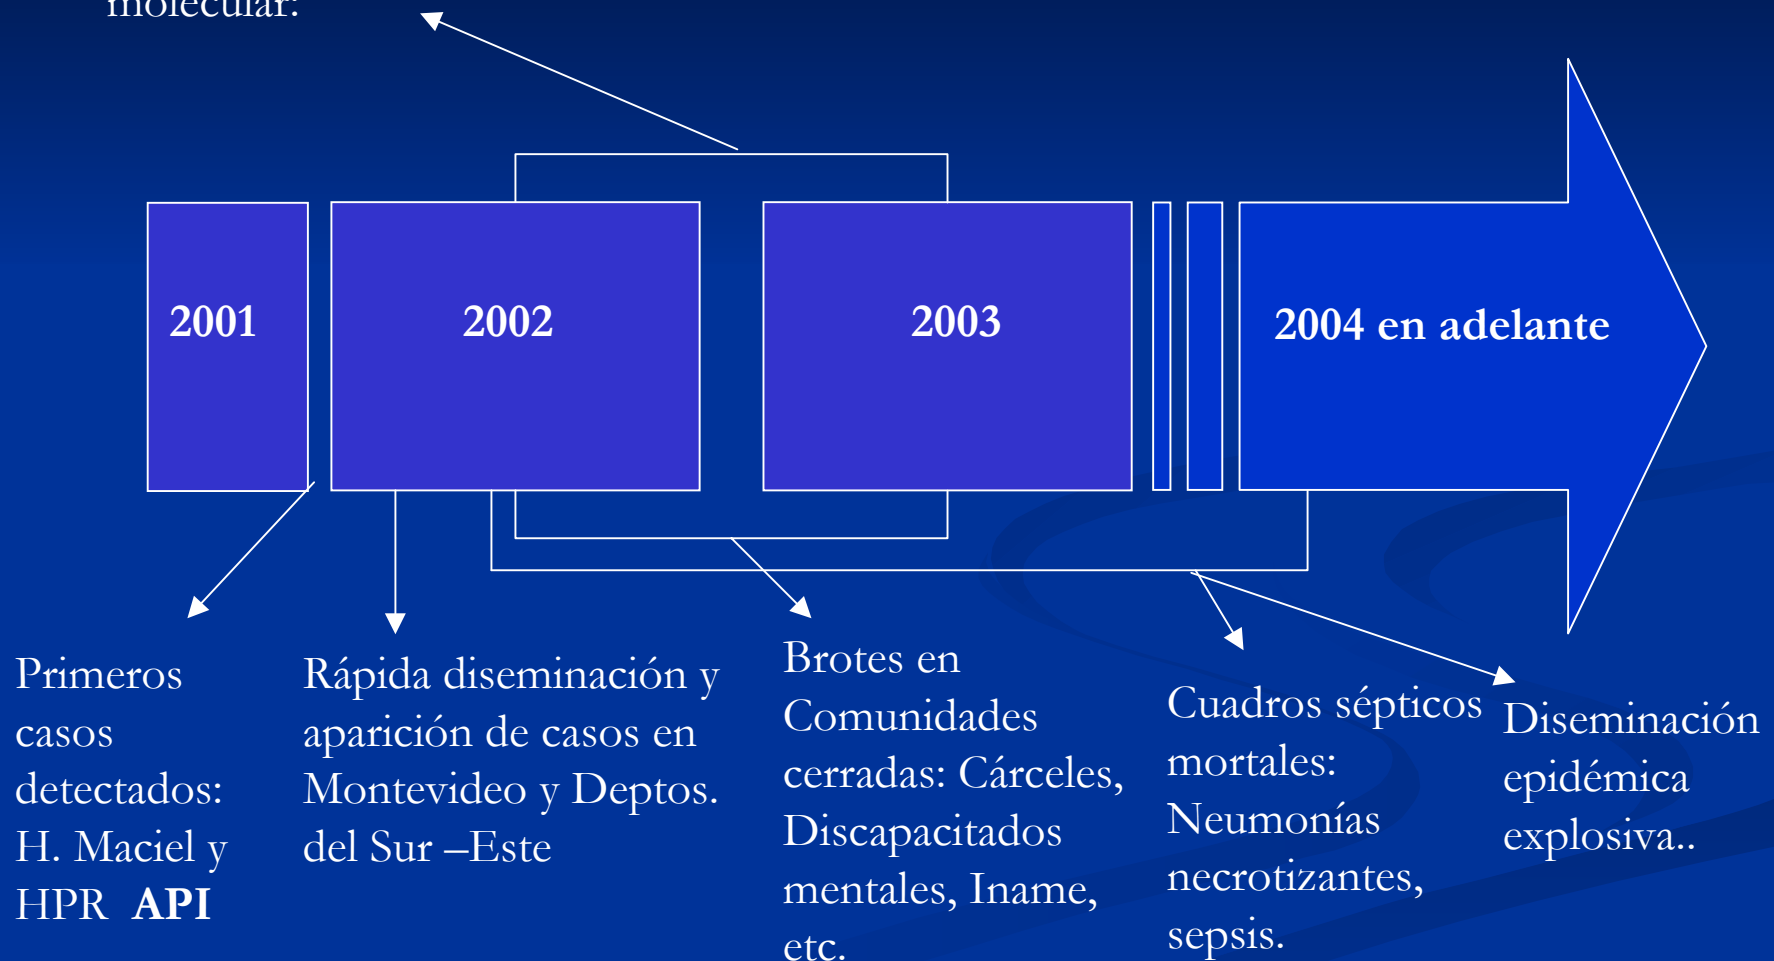 molecular:
2001
2002
2003
2004 en adelante
Primeros
casos
detectados:
H. Maciel y
HPR API
Rápida diseminación y
aparición de casos en
Montevideo y Deptos.
del Sur –Este
Brotes en
Comunidades
cerradas: Cárceles,
Discapacitados
mentales, Iname,
etc.
Cuadros sépticos
mortales:
Neumonías
necrotizantes,
sepsis.
Diseminación
epidémica
explosiva..